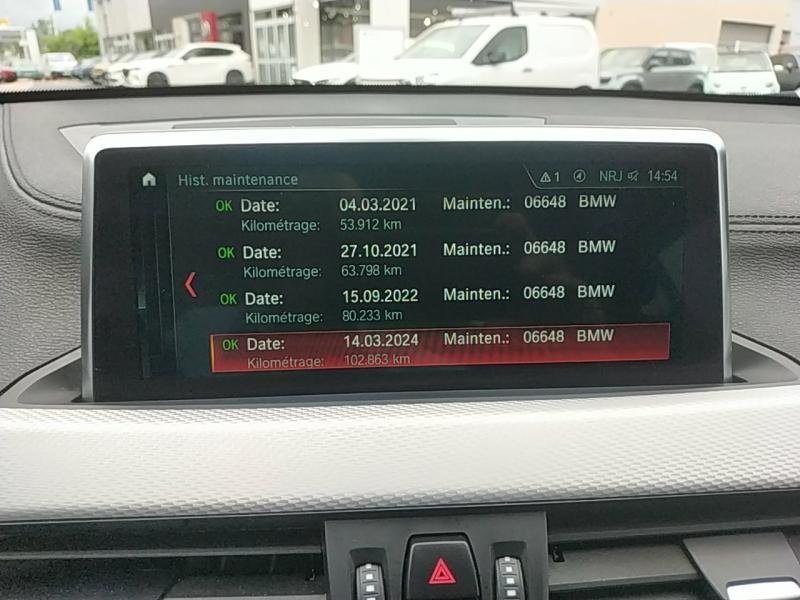 Hist. maintenance 1 NRJ 14:54
OK Date: 04.03.2021 Mainten.: 06648 BMW
Kilométrage: 53.912 km
OK Date: 27.10.2021 Mainten.: 06648 BMW
Kilométrage: 63.798 km
OK Date: 15.09.2022 Mainten.: 06648 BMW
Kilométrage: 80.233 km
OK Date: 14.03.2024 Mainten.: 06648 BMW
Kilométrage: 102.863 km